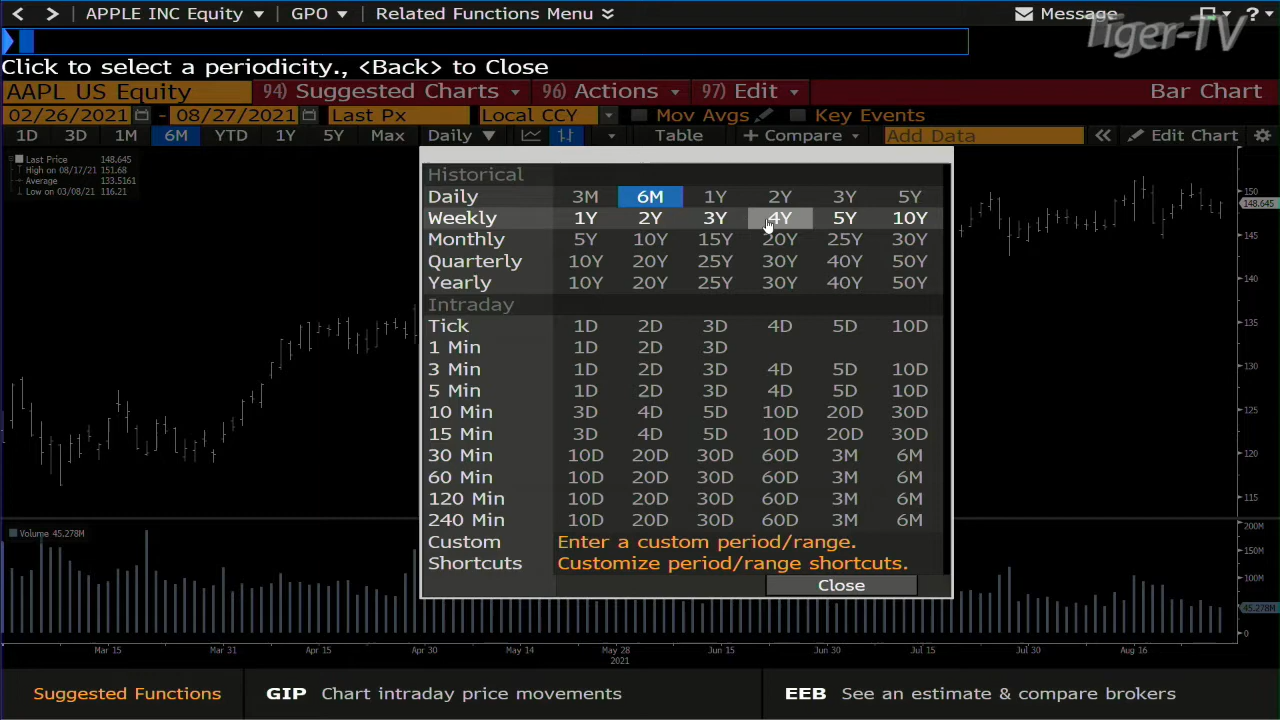 APPLE INC Equity GPO Related Functions Menu Message ?
Tiger-TV
Click to select a periodicity., <Back> to Close
AAPL US Equity 94) Suggested Charts 96) Actions 97) Edit Bar Chart
02/26/2021 - 08/27/2021 Last Px Local CCY Mov Avgs Key Events
1D 3D 1M 6M YTD 1Y 5Y Max Daily Table + Compare Add Data Edit Chart
Last Price 148.645
High on 08/17/21 151.68
Average 133.5161
Low on 03/08/21 116.21
Historical
Daily 3M 6M 1Y 2Y 3Y 5Y
Weekly 1Y 2Y 3Y 4Y 5Y 10Y
Monthly 5Y 10Y 15Y 20Y 25Y 30Y
Quarterly 10Y 20Y 25Y 30Y 40Y 50Y
Yearly 10Y 20Y 25Y 30Y 40Y 50Y
Intraday
Tick 1D 2D 3D 4D 5D 10D
1 Min 1D 2D 3D
3 Min 1D 2D 3D 4D 5D 10D
5 Min 1D 2D 3D 4D 5D 10D
10 Min 3D 4D 5D 10D 20D 30D
15 Min 3D 4D 5D 10D 20D 30D
30 Min 10D 20D 30D 60D 3M 6M
60 Min 10D 20D 30D 60D 3M 6M
120 Min 10D 20D 30D 60D 3M 6M
240 Min 10D 20D 30D 60D 3M 6M
Custom Enter a custom period/range.
Shortcuts Customize period/range shortcuts.
Close
150
148.645
145
140
135
130
125
120
115
Volume 45.278M
200M
150M
100M
45.278M
0
Mar 15 Mar 31 Apr 15 Apr 30 May 14 May 28 Jun 15 Jun 30 Jul 15 Jul 30 Aug 16
2021
Suggested Functions GIP Chart intraday price movements EEB See an estimate & compare brokers